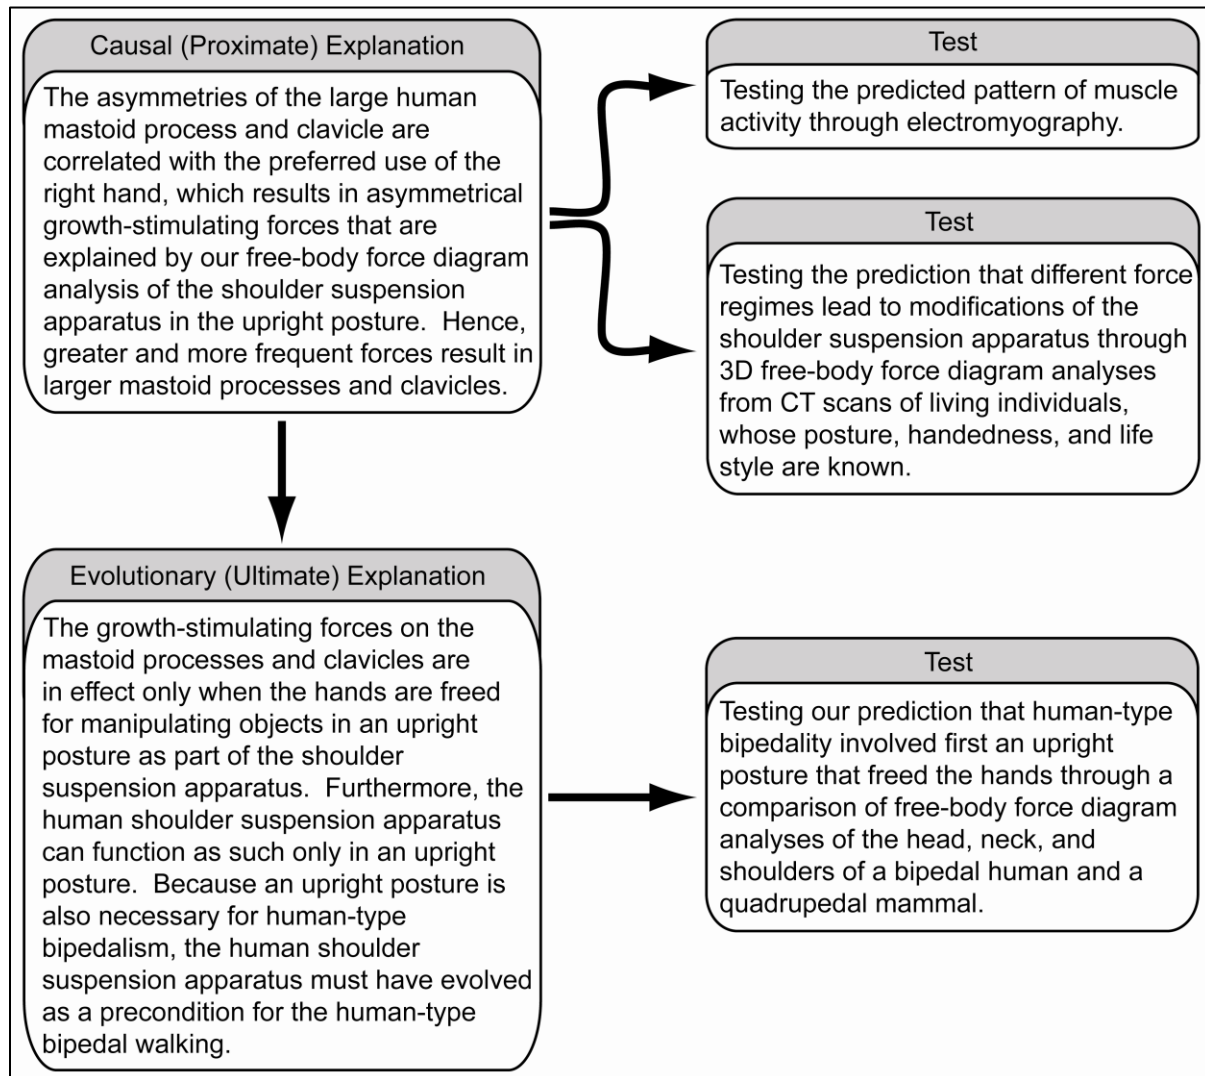 Causal (Proximate) Explanation
The asymmetries of the large human
mastoid process and clavicle are
correlated with the preferred use of the
right hand, which results in asymmetrical
growth-stimulating forces that are
explained by our free-body force diagram
analysis of the shoulder suspension
apparatus in the upright posture.  Hence,
greater and more frequent forces result in
larger mastoid processes and clavicles.
Test
Testing the predicted pattern of muscle
activity through electromyography.
Test
Testing the prediction that different force
regimes lead to modifications of the
shoulder suspension apparatus through
3D free-body force diagram analyses
from CT scans of living individuals,
whose posture, handedness, and life
style are known.
Evolutionary (Ultimate) Explanation
The growth-stimulating forces on the
mastoid processes and clavicles are
in effect only when the hands are freed
for manipulating objects in an upright
posture as part of the shoulder
suspension apparatus.  Furthermore, the
human shoulder suspension apparatus
can function as such only in an upright
posture.  Because an upright posture is
also necessary for human-type
bipedalism, the human shoulder
suspension apparatus must have evolved
as a precondition for the human-type
bipedal walking.
Test
Testing our prediction that human-type
bipedality involved first an upright
posture that freed the hands through a
comparison of free-body force diagram
analyses of the head, neck, and
shoulders of a bipedal human and a
quadrupedal mammal.